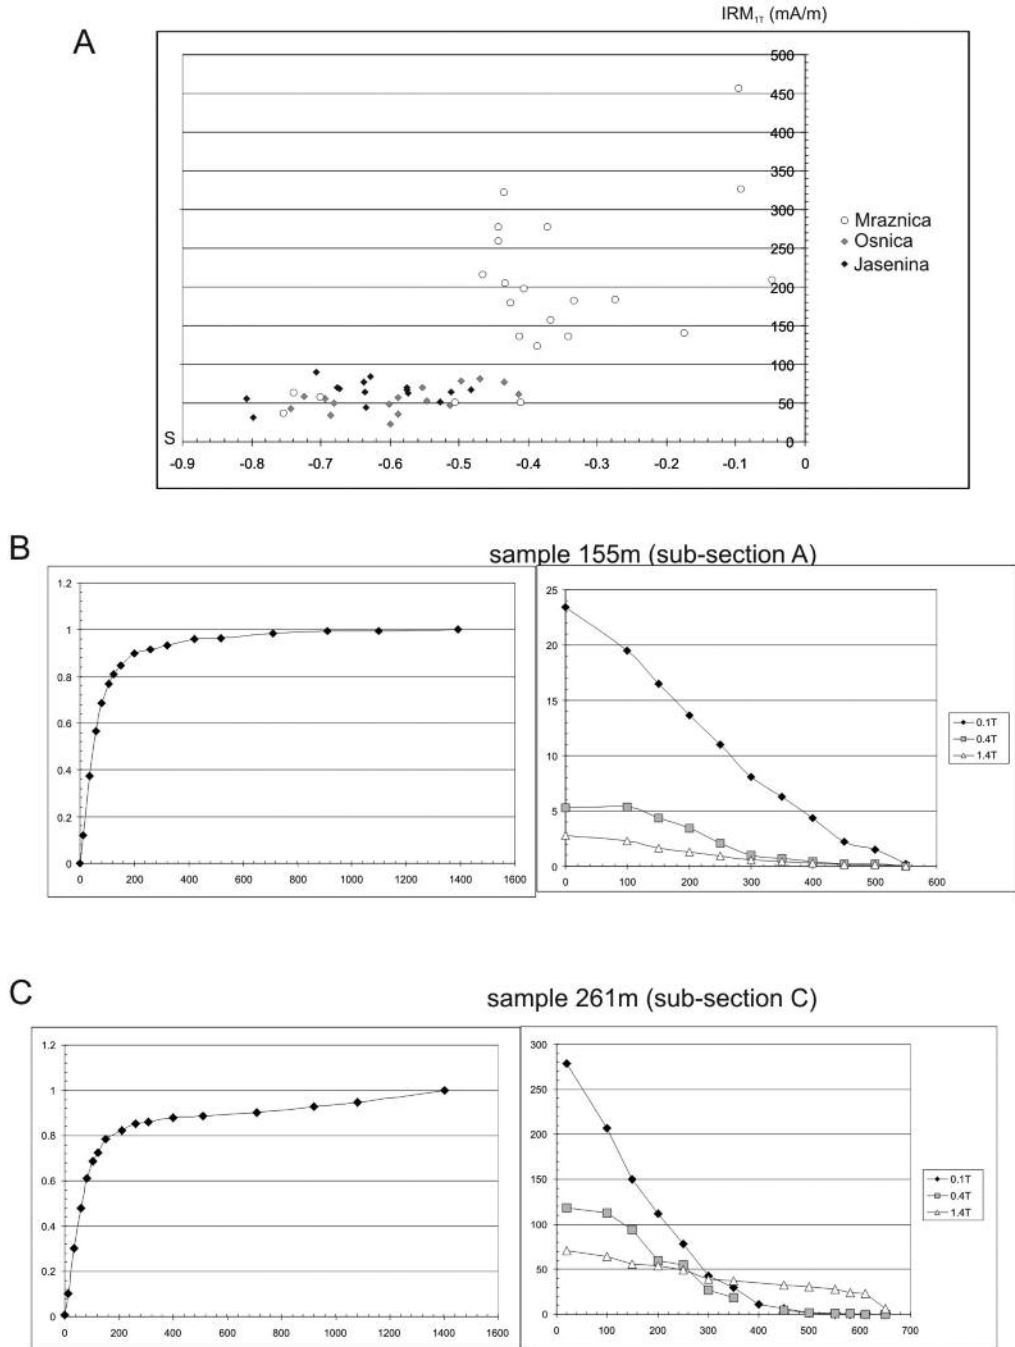 IRM1T (mA/m)
A
500
450
400
350
300
250
200
150
100
50
0
S
-0.9 -0.8 -0.7 -0.6 -0.5 -0.4 -0.3 -0.2 -0.1 0
Mraznica
Osnica
Jasenina
B
sample 155m (sub-section A)
1.2
1
0.8
0.6
0.4
0.2
0
0 200 400 600 800 1000 1200 1400 1600
25
20
15
10
5
0
0 100 200 300 400 500 600
0.1T
0.4T
1.4T
C
sample 261m (sub-section C)
1.2
1
0.8
0.6
0.4
0.2
0
0 200 400 600 800 1000 1200 1400 1600
300
250
200
150
100
50
0
0 100 200 300 400 500 600 700
0.1T
0.4T
1.4T